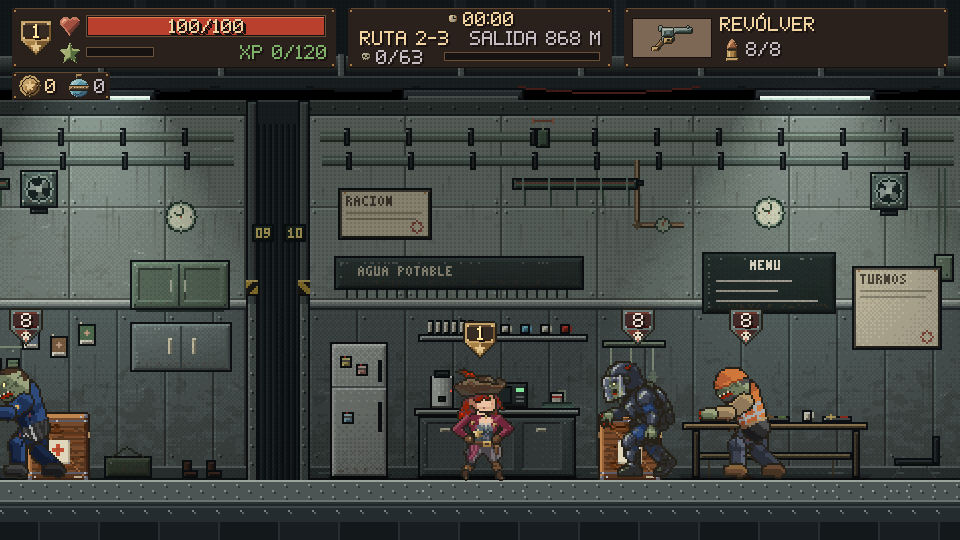 1
100/100
XP 0/120
0
0
00:00
RUTA 2-3 SALIDA 868 M
0/63
REVÓLVER
8/8
09 10
RACION
AGUA POTABLE
MENU
TURNOS
8
1
8
8